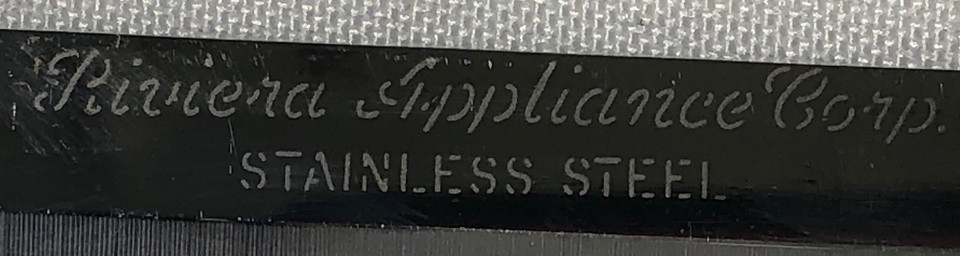 Riviera Appliance Corp.
STAINLESS STEEL